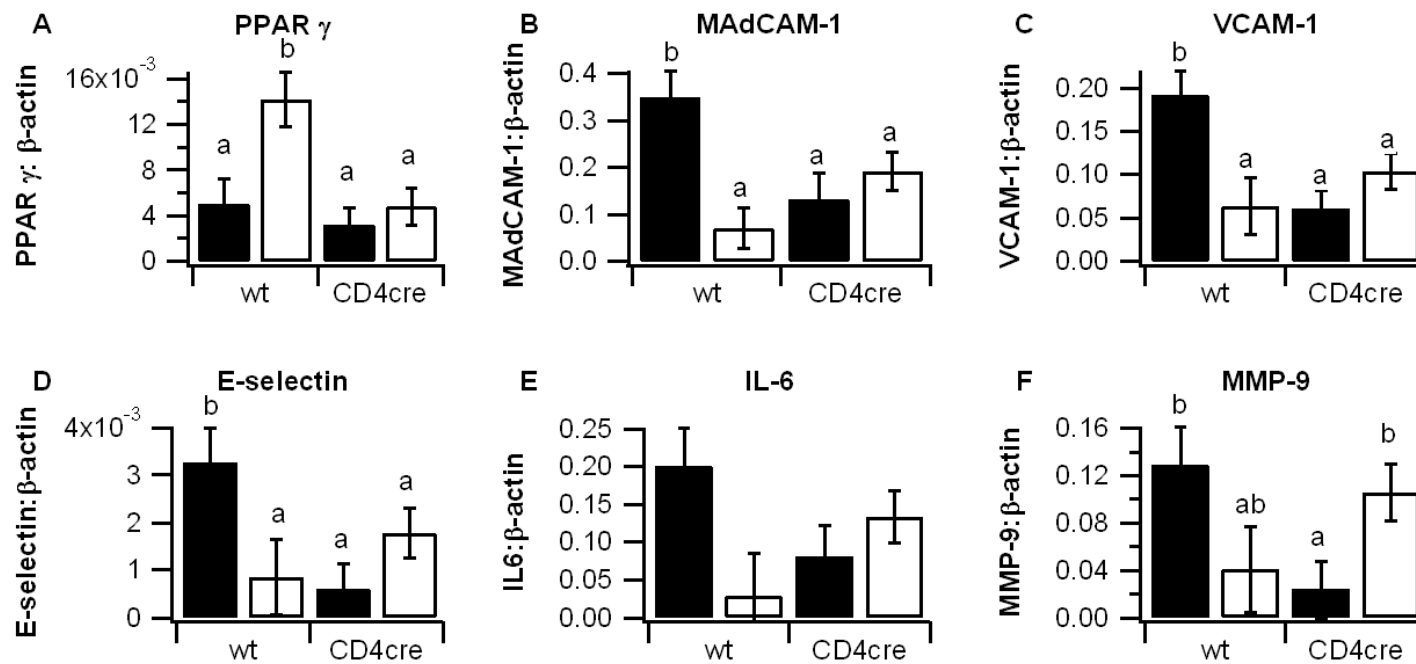 A PPAR γ
PPAR γ: β-actin
16x10⁻³
12
8
4
0
a
b
a
a
wt CD4cre
B MAdCAM-1
MAdCAM-1:β-actin
0.4
0.3
0.2
0.1
0.0
b
a
a
a
wt CD4cre
C VCAM-1
VCAM-1:β-actin
0.20
0.15
0.10
0.05
0.00
b
a
a
a
wt CD4cre
D E-selectin
E-selectin:β-actin
4x10⁻³
3
2
1
0
b
a
a
a
wt CD4cre
E IL-6
IL6:β-actin
0.25
0.20
0.15
0.10
0.05
0.00
wt CD4cre
F MMP-9
MMP-9:β-actin
0.16
0.12
0.08
0.04
0.00
b
ab
a
b
wt CD4cre